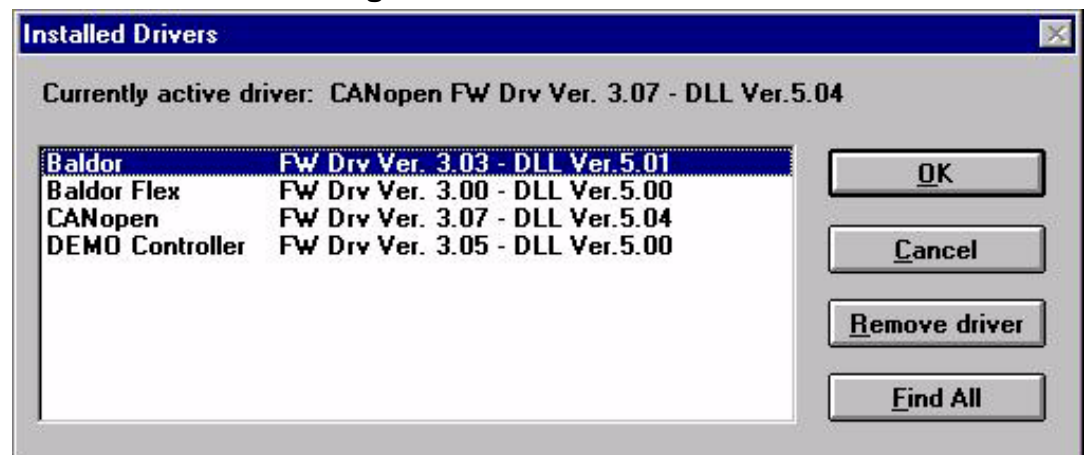 Installed Drivers
Currently active driver: CANopen FW Drv Ver. 3.07 - DLL Ver.5.04
Baldor FW Drv Ver. 3.03 - DLL Ver.5.01
Baldor Flex FW Drv Ver. 3.00 - DLL Ver.5.00
CANopen FW Drv Ver. 3.07 - DLL Ver.5.04
DEMO Controller FW Drv Ver. 3.05 - DLL Ver.5.00
OK
Cancel
Remove driver
Find All